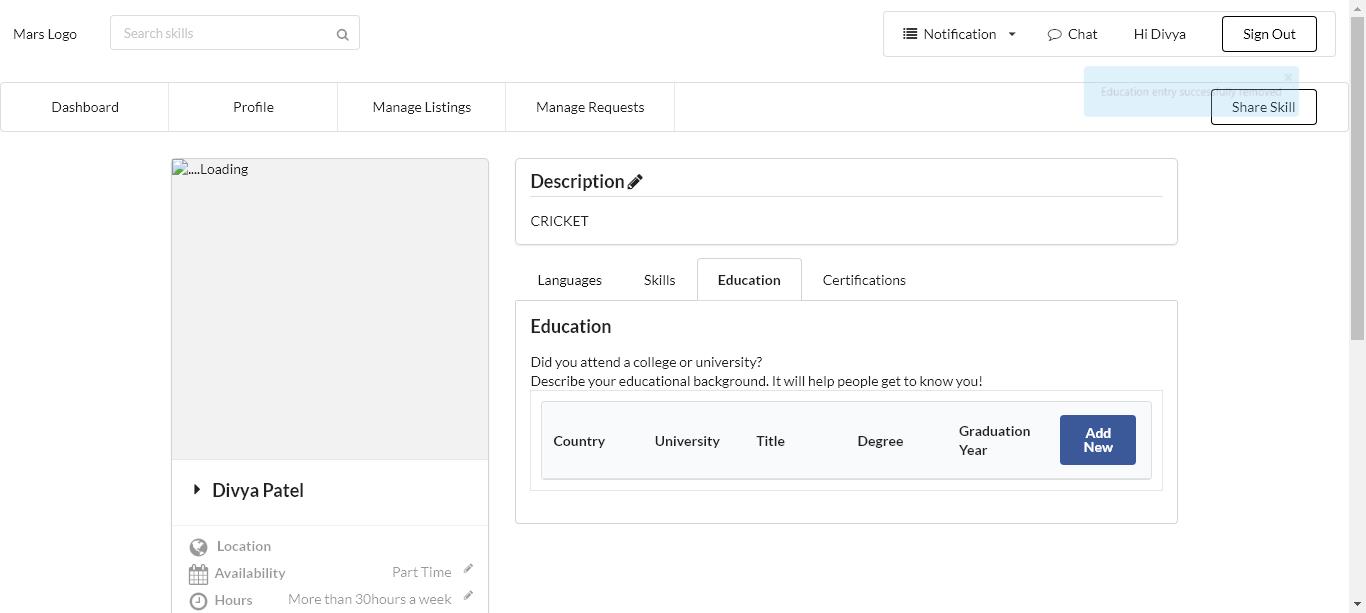 Mars Logo
Search skills
Notification
Chat
Hi Divya
Sign Out
Education entry successfully removed
Dashboard
Profile
Manage Listings
Manage Requests
Share Skill
....Loading
Description
CRICKET
Languages
Skills
Education
Certifications
Education
Did you attend a college or university?
Describe your educational background. It will help people get to know you!
Country
University
Title
Degree
Graduation
Year
Add
New
Divya Patel
Location
Availability
Part Time
Hours
More than 30hours a week